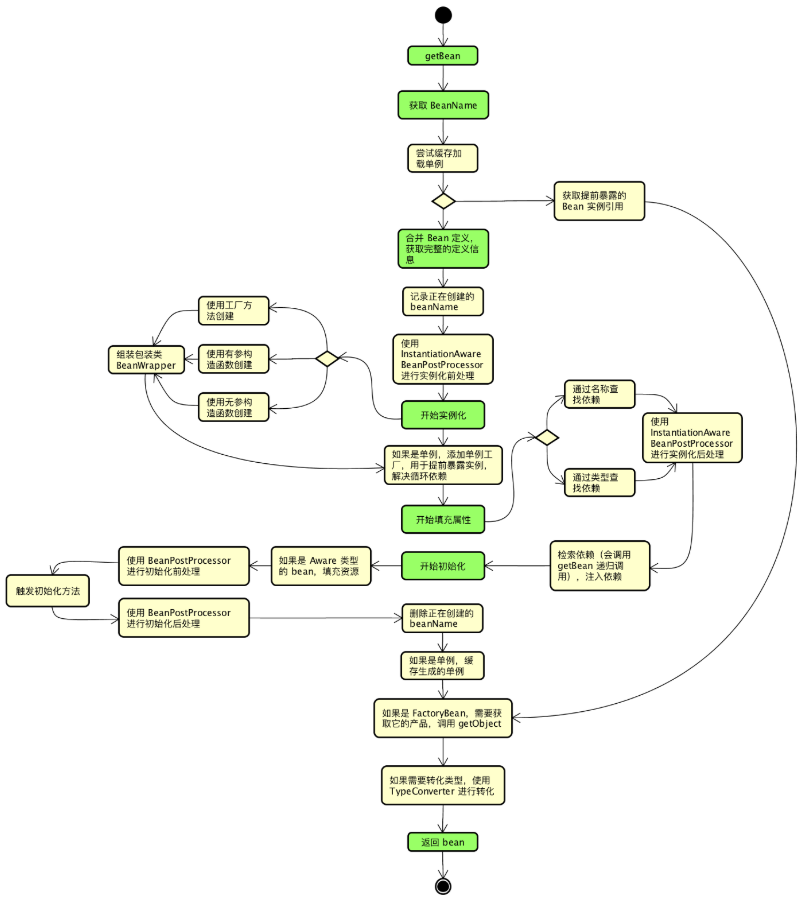 getBean
获取 BeanName
尝试缓存加
载单例
获取提前暴露的
Bean 实例引用
合并 Bean 定义，
获取完整的定义信
息
记录正在创建的
beanName
使用
InstantiationAware
BeanPostProcessor
进行实例化前处理
开始实例化
使用工厂方
法创建
使用有参构
造函数创建
使用无参构
造函数创建
组装包装类
BeanWrapper
如果是单例，添加单例工
厂，用于提前暴露实例，
解决循环依赖
开始填充属性
通过名称查
找依赖
通过类型查
找依赖
使用
InstantiationAware
BeanPostProcessor
进行实例化后处理
检索依赖（会调用
getBean 递归调
用），注入依赖
开始初始化
如果是 Aware 类型
的 bean，填充资源
使用 BeanPostProcessor
进行初始化前处理
触发初始化方法
使用 BeanPostProcessor
进行初始化后处理
删除正在创建的
beanName
如果是单例，缓
存生成的单例
如果是 FactoryBean，需要获
取它的产品，调用 getObject
如果需要转化类型，使用
TypeConverter 进行转化
返回 bean